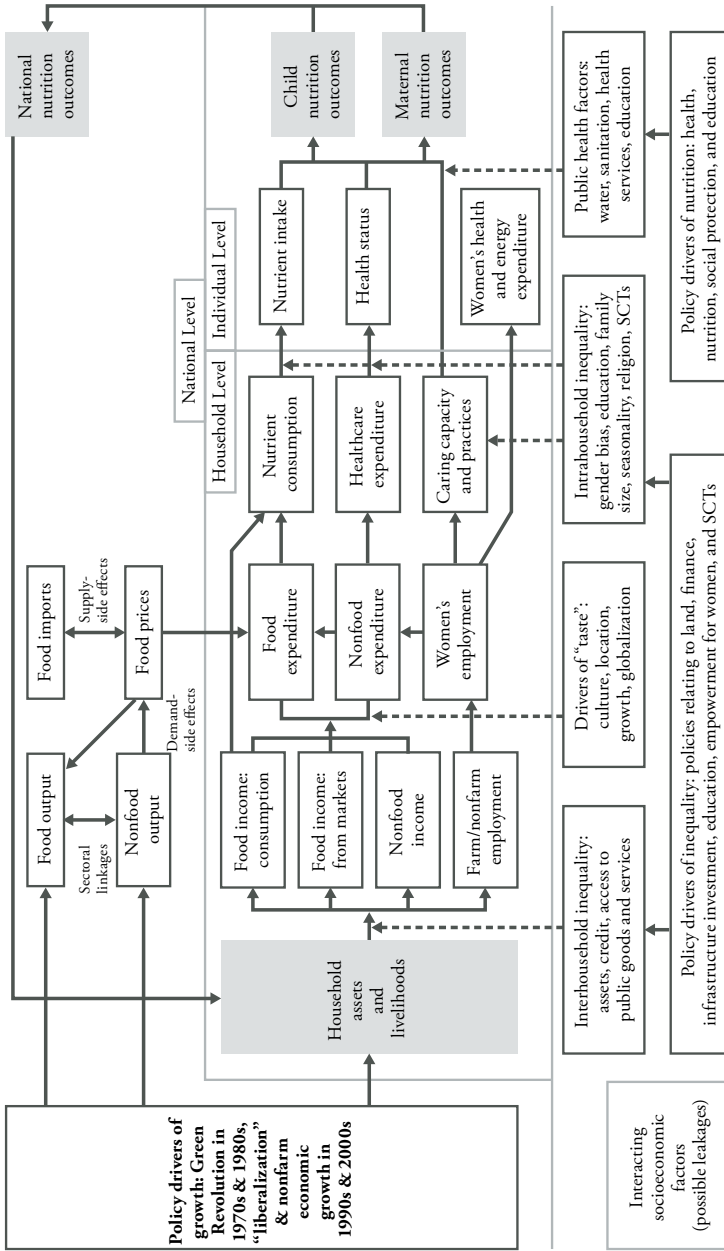 Policy drivers of
growth: Green
Revolution in
1970s & 1980s,
“liberalization”
& nonfarm
economic
growth in
1990s & 2000s
Food output
Sectoral
linkages
Nonfood
output
Food imports
Supply-
side effects
Food prices
Demand-
side effects
National
nutrition
outcomes
National Level
Household Level
Individual Level
Household
assets
and
livelihoods
Food income:
consumption
Food income:
from markets
Nonfood
income
Farm/nonfarm
employment
Food
expenditure
Nonfood
expenditure
Women’s
employment
Nutrient
consumption
Healthcare
expenditure
Caring capacity
and practices
Nutrient intake
Health status
Women’s health
and energy
expenditure
Child
nutrition
outcomes
Maternal
nutrition
outcomes
Interacting
socioeconomic
factors
(possible leakages)
Interhousehold inequality:
assets, credit, access to
public goods and services
Drivers of “taste”:
culture, location,
growth, globalization
Intrahousehold inequality:
gender bias, education, family
size, seasonality, religion, SCTs
Public health factors:
water, sanitation, health
services, education
Policy drivers of inequality: policies relating to land, finance,
infrastructure investment, education, empowerment for women, and SCTs
Policy drivers of nutrition: health,
nutrition, social protection, and education